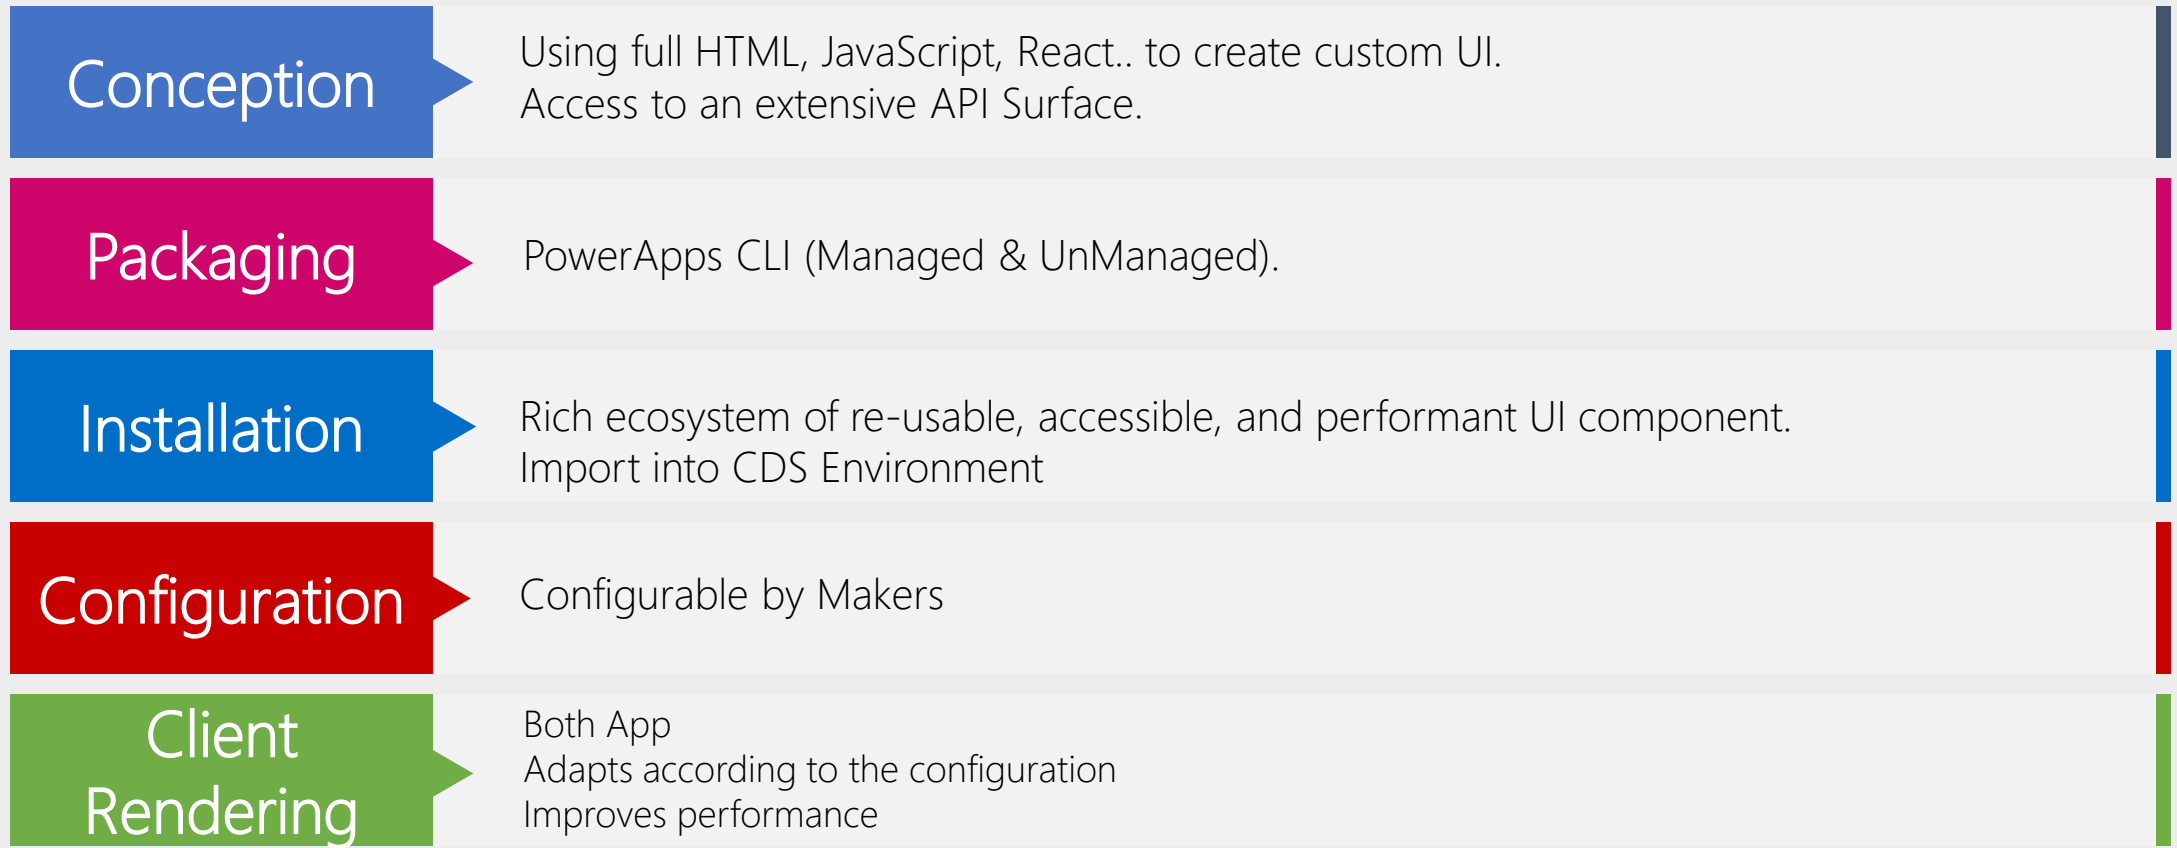 Conception
Using full HTML, JavaScript, React.. to create custom UI.
Access to an extensive API Surface.
Packaging
PowerApps CLI (Managed & UnManaged).
Installation
Rich ecosystem of re-usable, accessible, and performant UI component.
Import into CDS Environment
Configuration
Configurable by Makers
Client
Rendering
Both App
Adapts according to the configuration
Improves performance